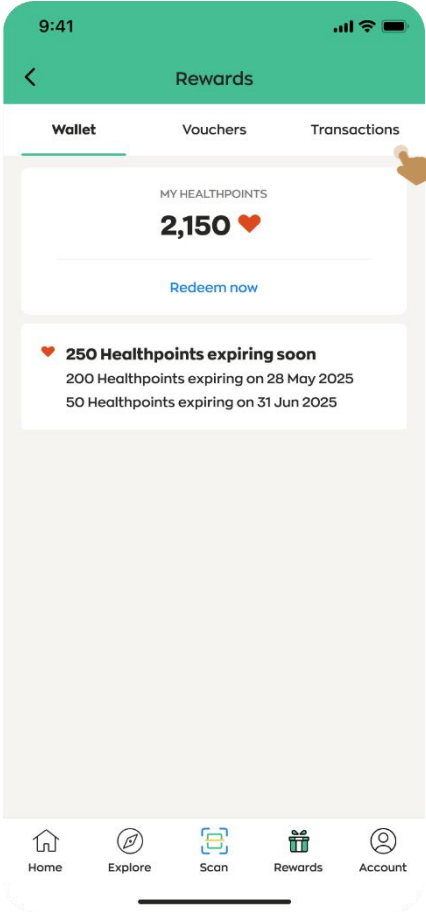 9:41
Rewards
Wallet Vouchers Transactions
MY HEALTHPOINTS
2,150
Redeem now
250 Healthpoints expiring soon
200 Healthpoints expiring on 28 May 2025
50 Healthpoints expiring on 31 Jun 2025
Home Explore Scan Rewards Account